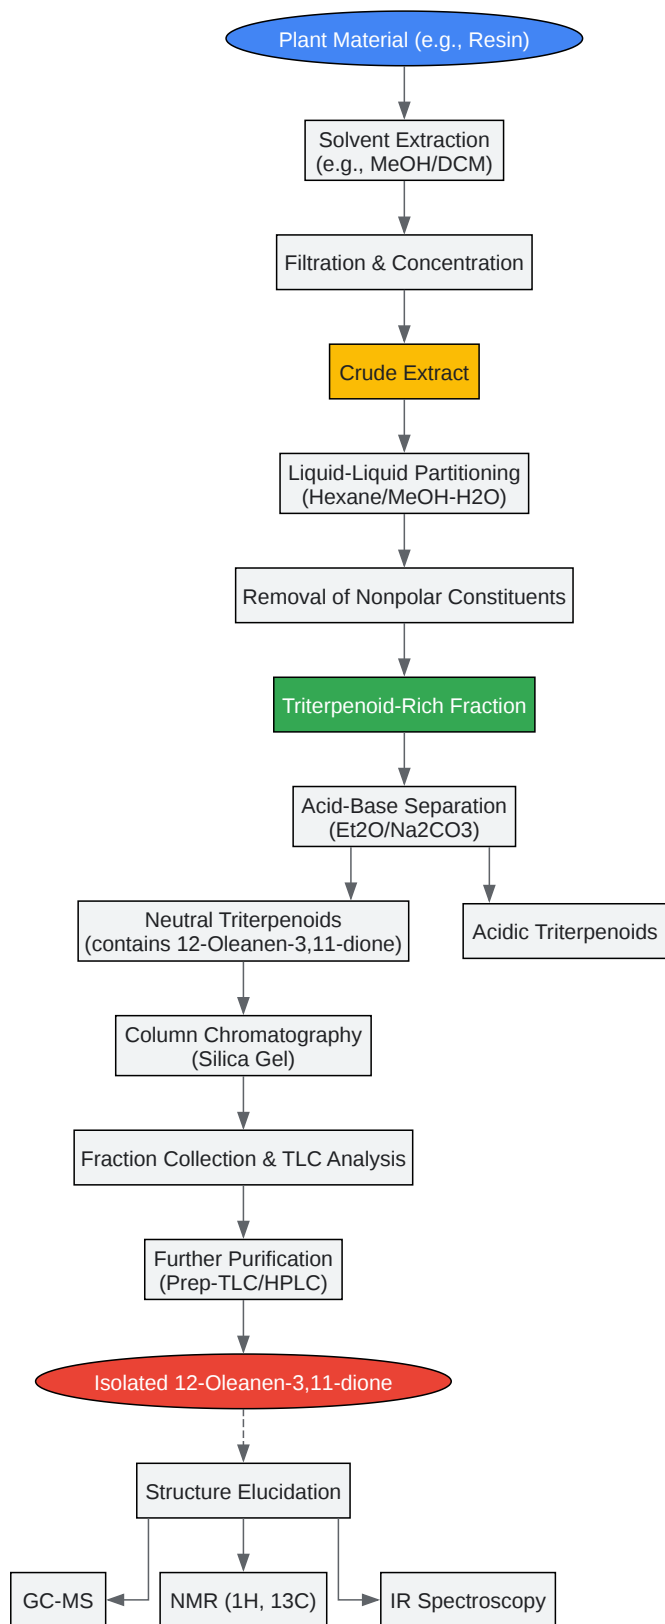 Plant Material (e.g., Resin)
Solvent Extraction
(e.g., MeOH/DCM)
Filtration & Concentration
Crude Extract
Liquid-Liquid Partitioning
(Hexane/MeOH-H2O)
Removal of Nonpolar Constituents
Triterpenoid-Rich Fraction
Acid-Base Separation
(Et2O/Na2CO3)
Neutral Triterpenoids
(contains 12-Oleanen-3,11-dione)
Acidic Triterpenoids
Column Chromatography
(Silica Gel)
Fraction Collection & TLC Analysis
Further Purification
(Prep-TLC/HPLC)
Isolated 12-Oleanen-3,11-dione
Structure Elucidation
GC-MS
NMR (1H, 13C)
IR Spectroscopy